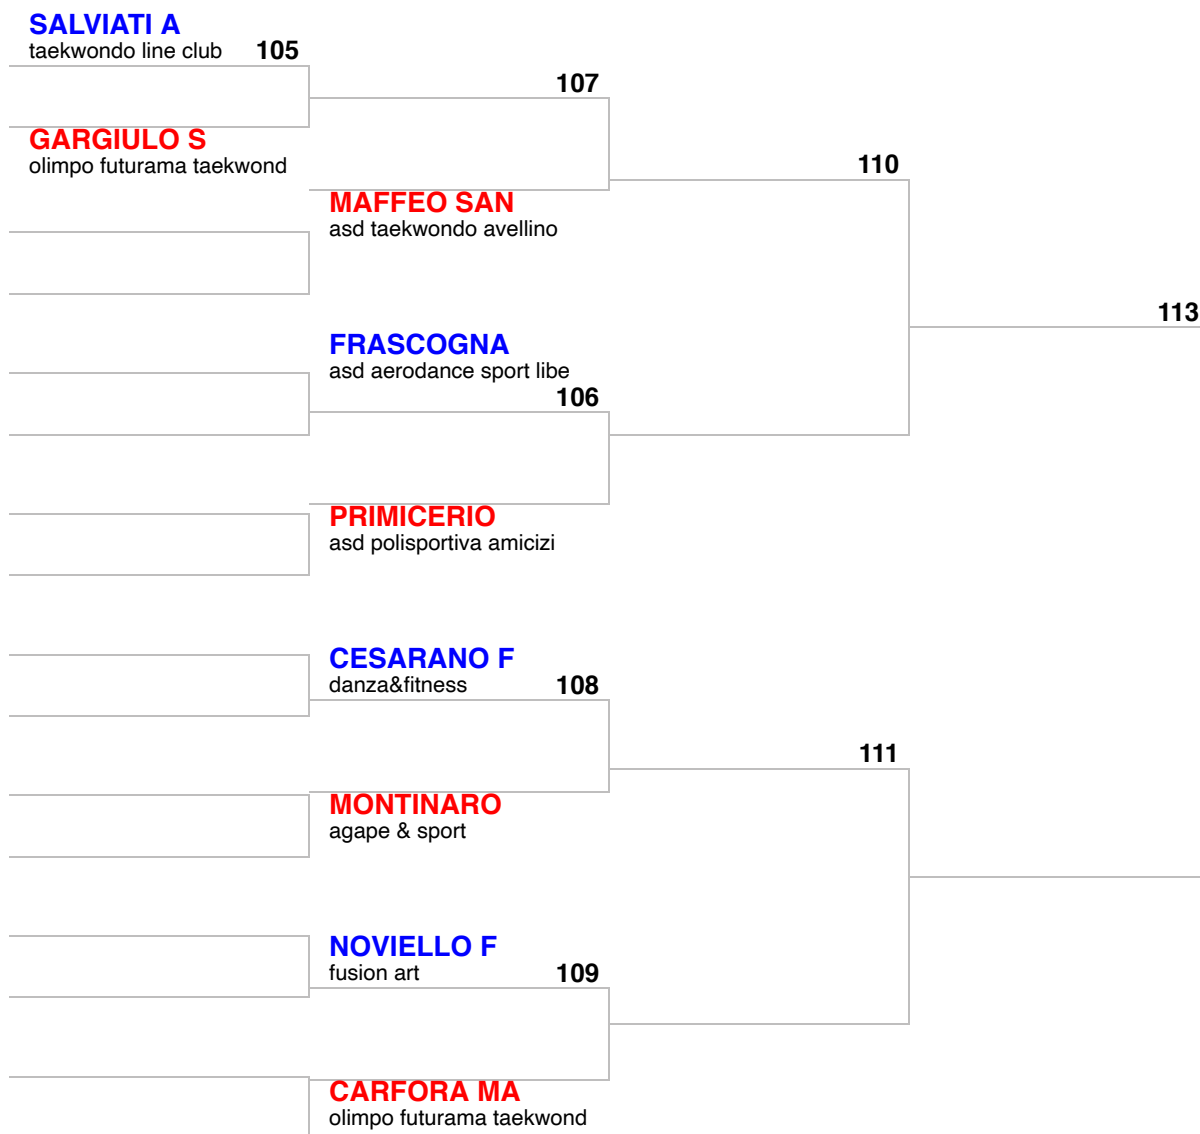 SALVIATI A
taekwondo line club 105
107
GARGIULO S
olimpo futurama taekwond
110
MAFFEO SAN
asd taekwondo avellino
113
FRASCOGNA
asd aerodance sport libe
106
PRIMICERIO
asd polisportiva amicizi
CESARANO F
danza&fitness 108
111
MONTINARO
agape & sport
NOVIELLO F
fusion art 109
CARFORA MA
olimpo futurama taekwond